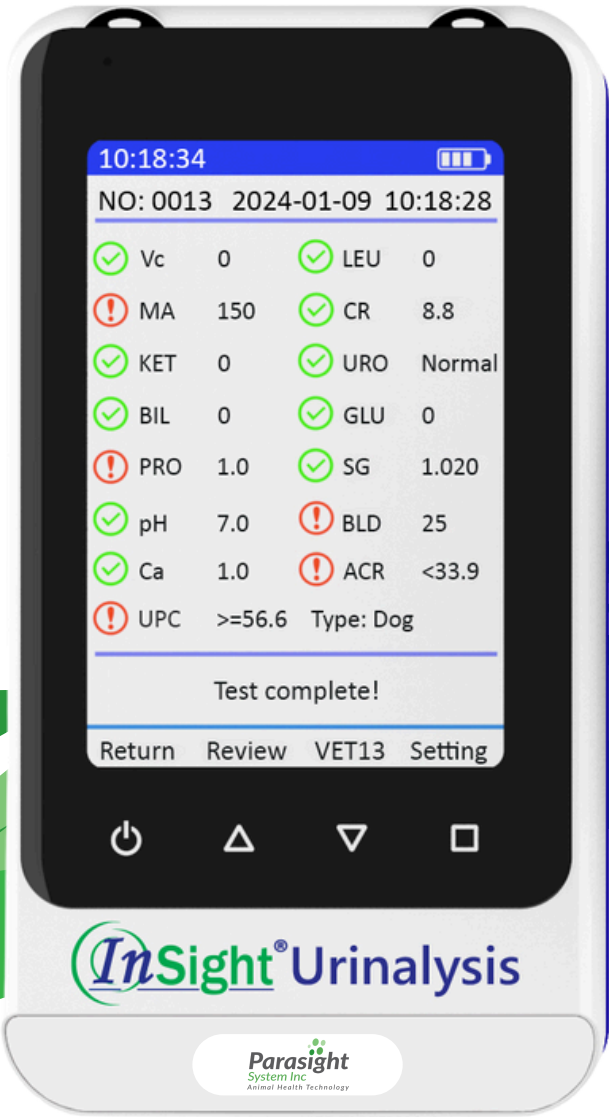 10:18:34
NO: 0013 2024-01-09 10:18:28
Vc 0 LEU 0
MA 150 CR 8.8
KET 0 URO Normal
BIL 0 GLU 0
PRO 1.0 SG 1.020
pH 7.0 BLD 25
Ca 1.0 ACR <33.9
UPC >=56.6 Type: Dog
Test complete!
Return Review VET13 Setting
InSight® Urinalysis
Parasight
System Inc
Animal Health Technology